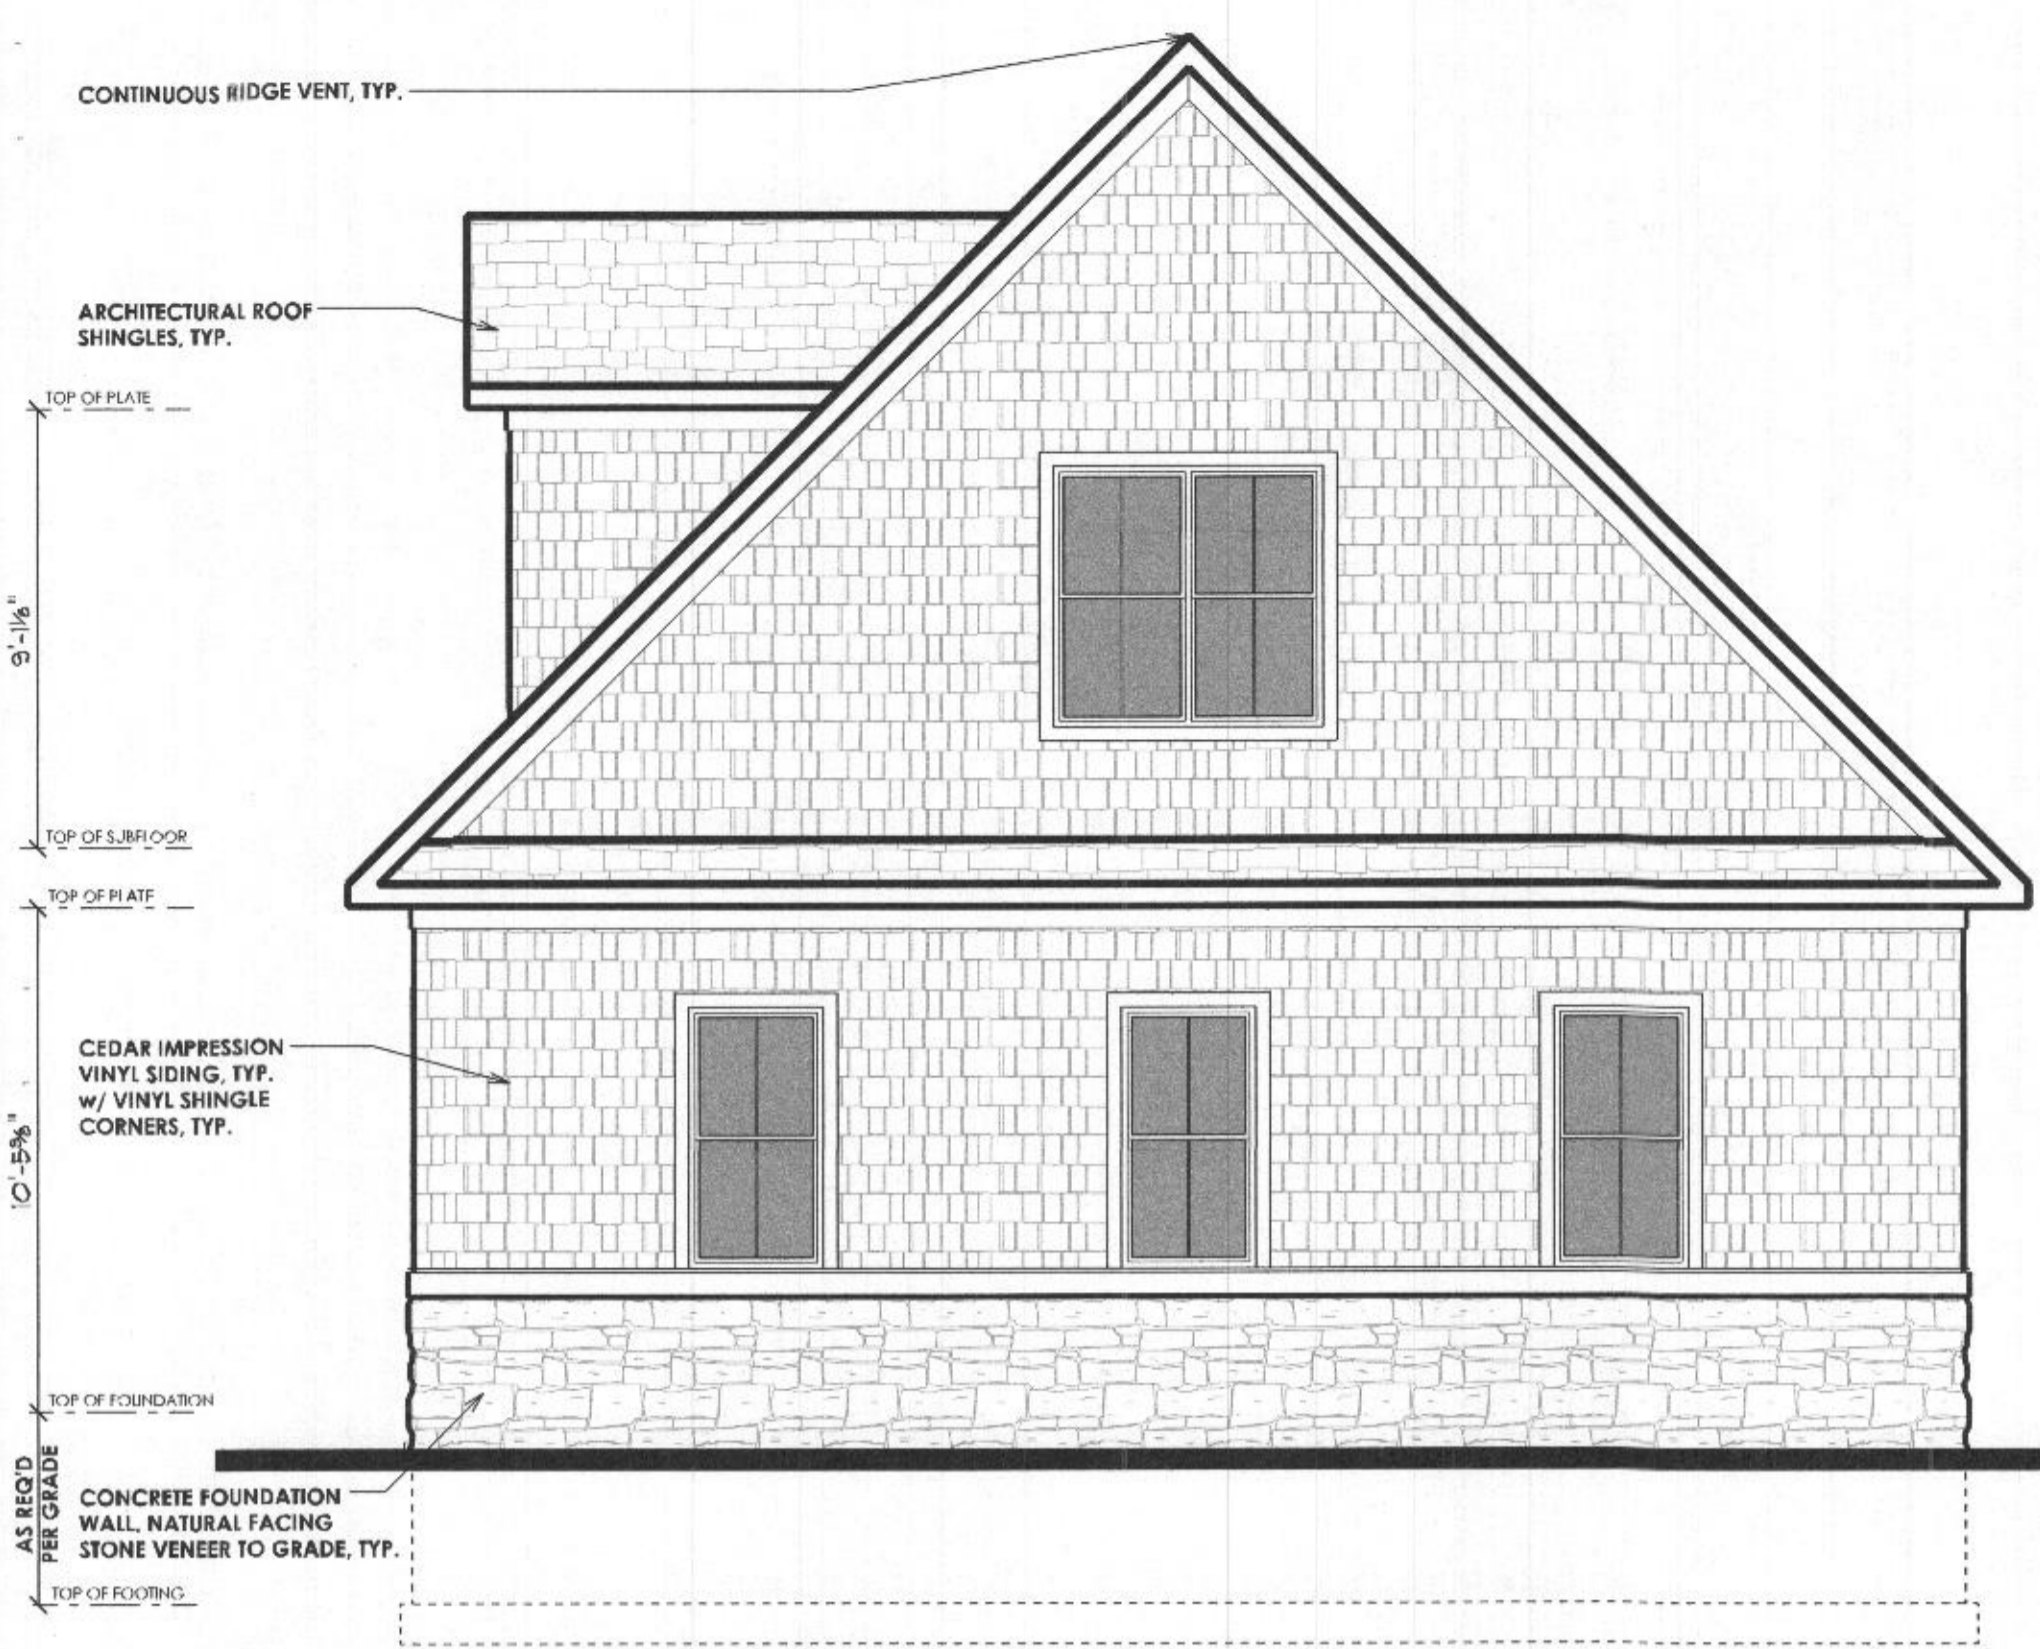 CONTINUOUS RIDGE VENT, TYP.
ARCHITECTURAL ROOF
SHINGLES, TYP.
TOP OF PLATE
9'-1⅛"
TOP OF SUBFLOOR
TOP OF PLATE
CEDAR IMPRESSION
VINYL SIDING, TYP.
w/ VINYL SHINGLE
CORNERS, TYP.
10'-5⅜"
TOP OF FOUNDATION
AS REQ'D
PER GRADE
CONCRETE FOUNDATION
WALL, NATURAL FACING
STONE VENEER TO GRADE, TYP.
TOP OF FOOTING